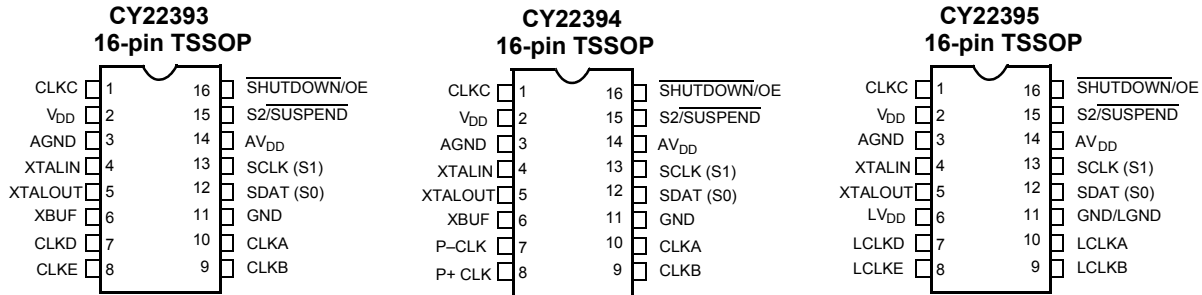 CY22393
16-pin TSSOP
CLKC 1 16 SHUTDOWN/OE
VDD 2 15 S2/SUSPEND
AGND 3 14 AVDD
XTALIN 4 13 SCLK (S1)
XTALOUT 5 12 SDAT (S0)
XBUF 6 11 GND
CLKD 7 10 CLKA
CLKE 8 9 CLKB
CY22394
16-pin TSSOP
CLKC 1 16 SHUTDOWN/OE
VDD 2 15 S2/SUSPEND
AGND 3 14 AVDD
XTALIN 4 13 SCLK (S1)
XTALOUT 5 12 SDAT (S0)
XBUF 6 11 GND
P–CLK 7 10 CLKA
P+ CLK 8 9 CLKB
CY22395
16-pin TSSOP
CLKC 1 16 SHUTDOWN/OE
VDD 2 15 S2/SUSPEND
AGND 3 14 AVDD
XTALIN 4 13 SCLK (S1)
XTALOUT 5 12 SDAT (S0)
LVDD 6 11 GND/LGND
LCLKD 7 10 LCLKA
LCLKE 8 9 LCLKB